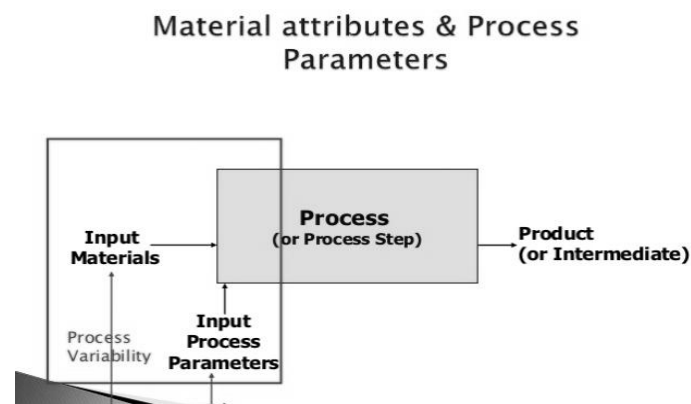 Material attributes & Process
Parameters
Process
(or Process Step)
Input
Materials
Product
(or Intermediate)
Input
Process
Parameters
Process
Variability